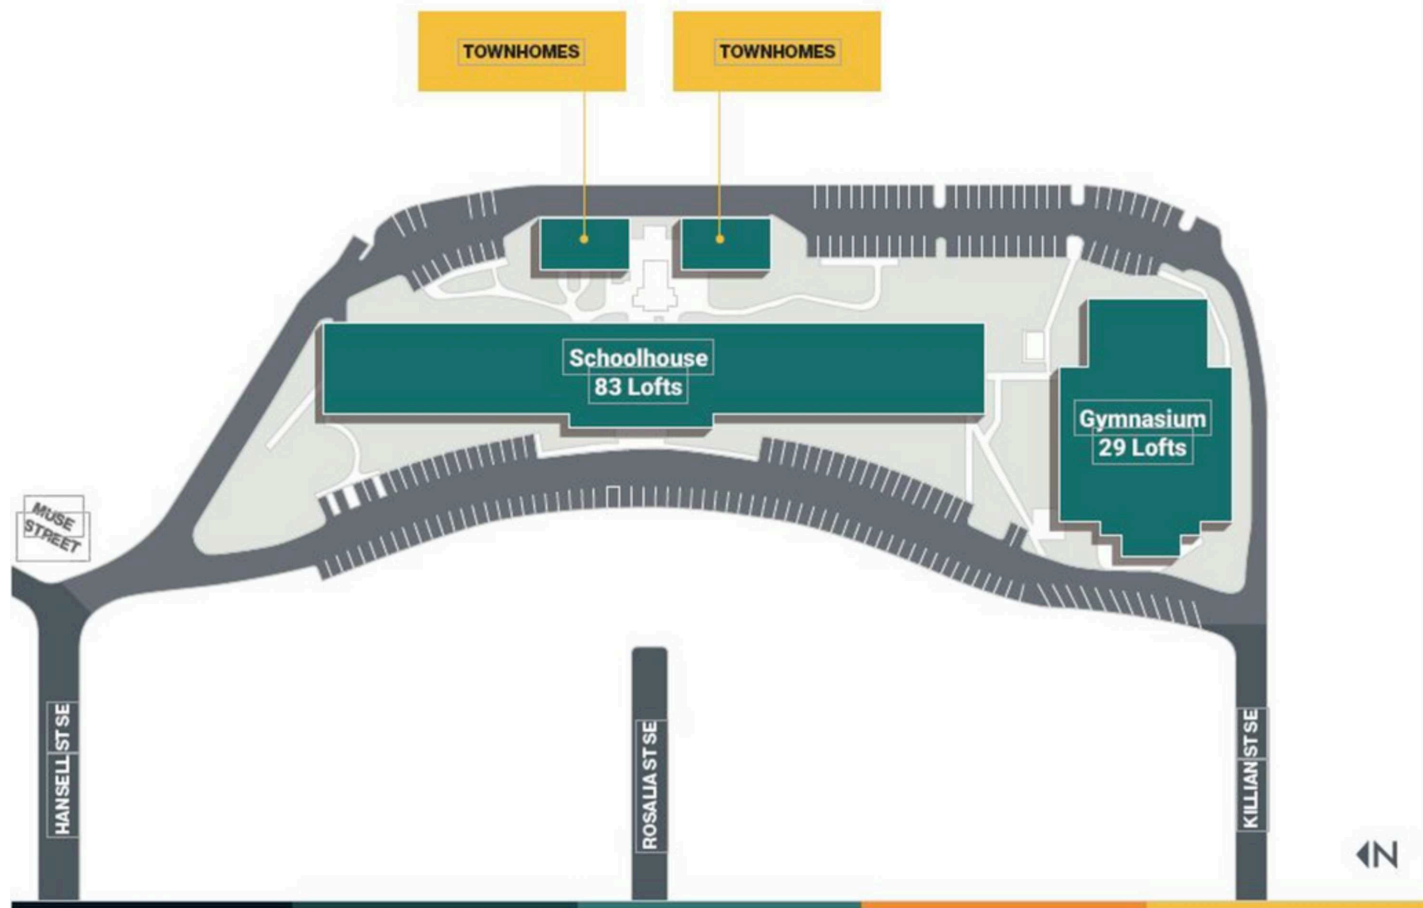 TOWNHOMES
TOWNHOMES
Schoolhouse
83 Lofts
Gymnasium
29 Lofts
MUSE
STREET
HANSELL ST SE
ROSALIA ST SE
KILLIAN ST SE
N